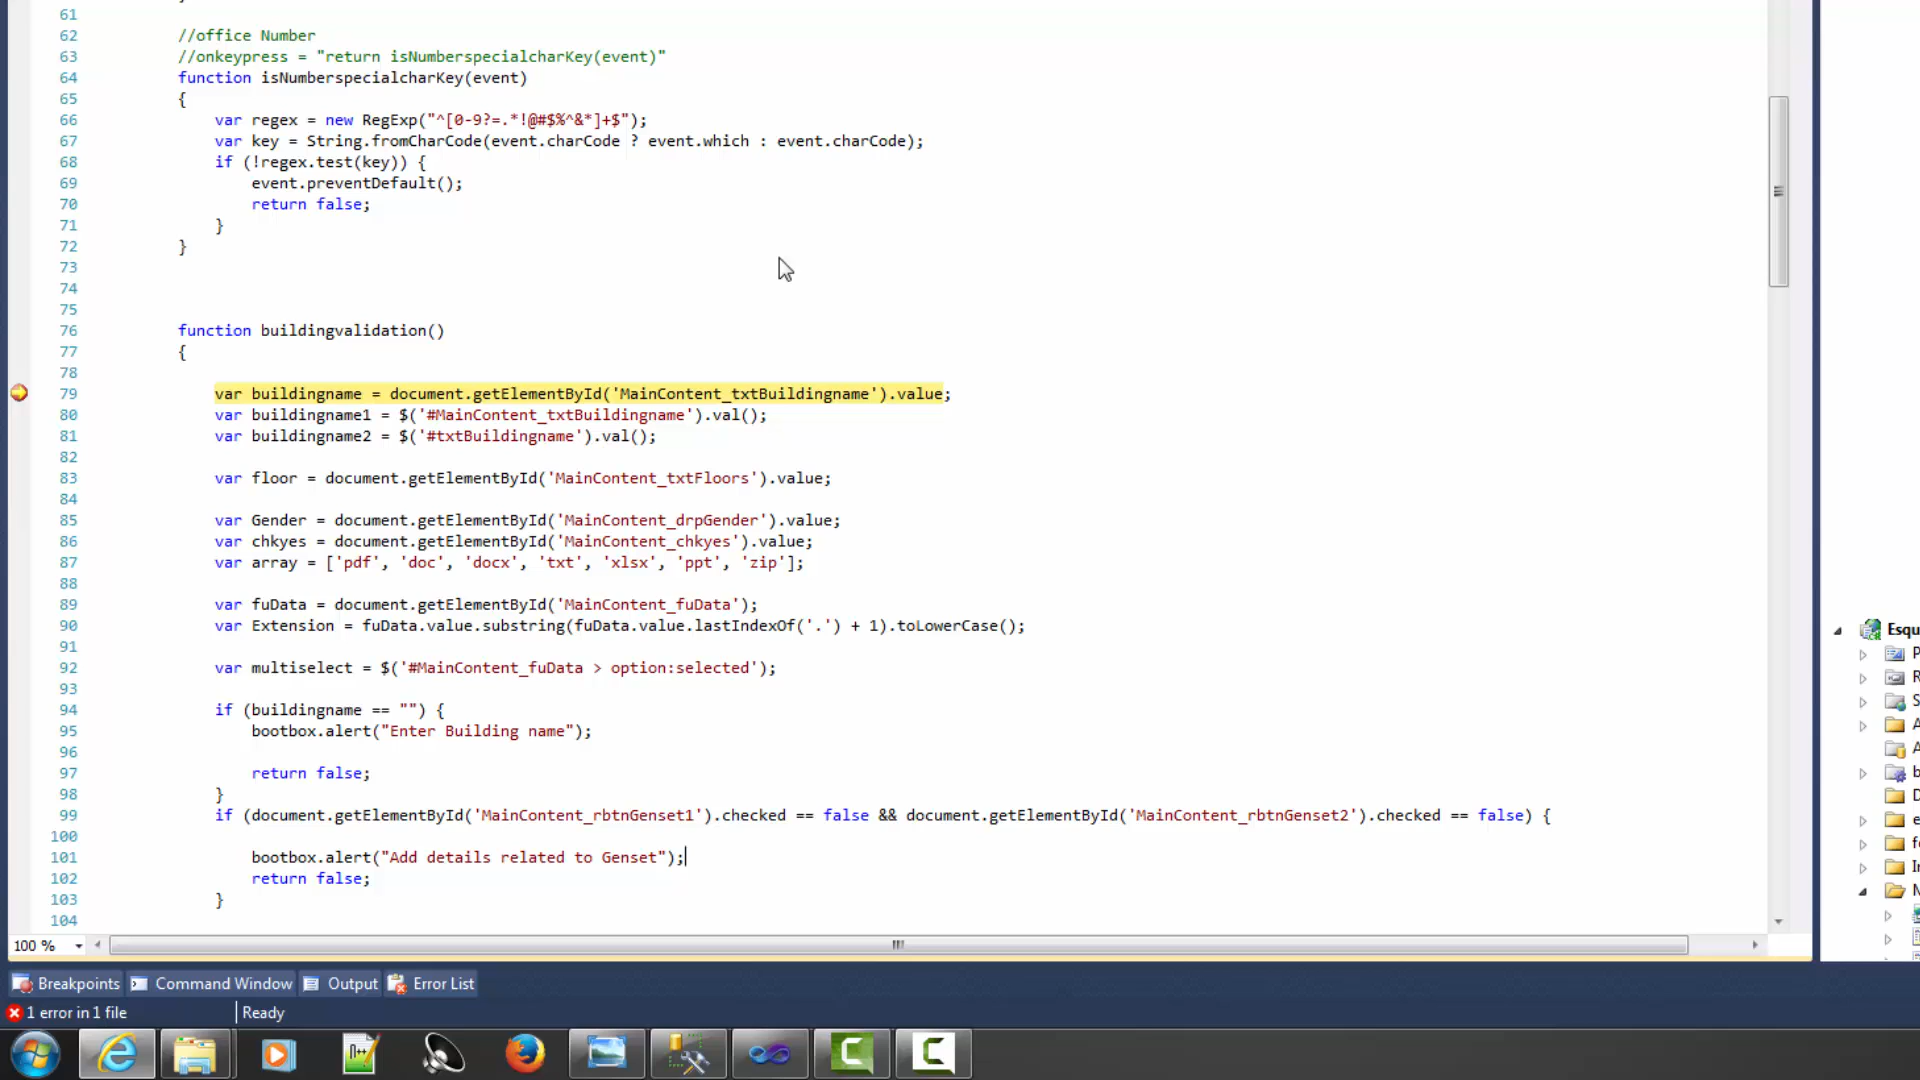 61
62 //office Number
63 //onkeypress = "return isNumberspecialcharKey(event)"
64 function isNumberspecialcharKey(event)
65 {
66 var regex = new RegExp("^[0-9?=.*!@#$%^&*]+$");
67 var key = String.fromCharCode(event.charCode ? event.which : event.charCode);
68 if (!regex.test(key)) {
69 event.preventDefault();
70 return false;
71 }
72 }
73
74
75
76 function buildingvalidation()
77 {
78
79 var buildingname = document.getElementById('MainContent_txtBuildingname').value;
80 var buildingname1 = $('#MainContent_txtBuildingname').val();
81 var buildingname2 = $('#txtBuildingname').val();
82
83 var floor = document.getElementById('MainContent_txtFloors').value;
84
85 var Gender = document.getElementById('MainContent_drpGender').value;
86 var chkyes = document.getElementById('MainContent_chkyes').value;
87 var array = ['pdf', 'doc', 'docx', 'txt', 'xlsx', 'ppt', 'zip'];
88
89 var fuData = document.getElementById('MainContent_fuData');
90 var Extension = fuData.value.substring(fuData.value.lastIndexOf('.') + 1).toLowerCase();
91
92 var multiselect = $('#MainContent_fuData > option:selected');
93
94 if (buildingname == "") {
95 bootbox.alert("Enter Building name");
96
97 return false;
98 }
99 if (document.getElementById('MainContent_rbtnGenset1').checked == false && document.getElementById('MainContent_rbtnGenset2').checked == false) {
100
101 bootbox.alert("Add details related to Genset");
102 return false;
103 }
104
100 %
Breakpoints Command Window Output Error List
1 error in 1 file Ready
Esqu